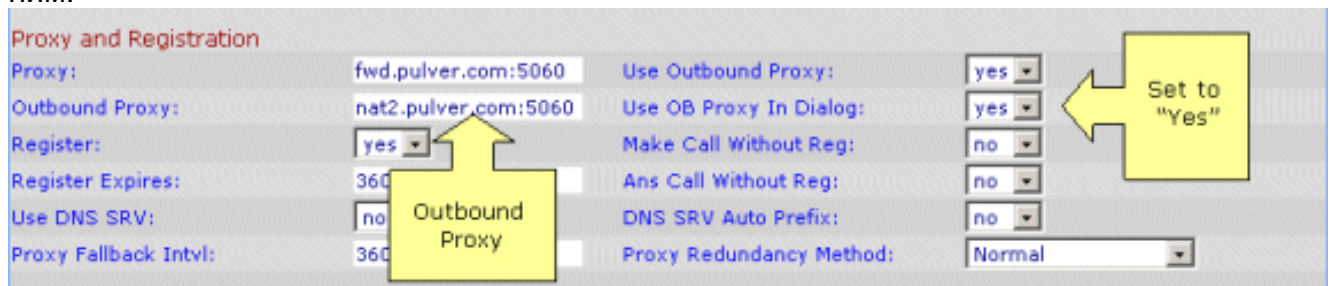 Proxy and Registration
Proxy: fwd.pulver.com:5060 Use Outbound Proxy: yes
Outbound Proxy: nat2.pulver.com:5060 Use OB Proxy In Dialog: yes
Set to "Yes"
Register: yes Make Call Without Reg: no
Register Expires: 360 Ans Call Without Reg: no
Use DNS SRV: no DNS SRV Auto Prefix: no
Outbound Proxy
Proxy Fallback Intvl: 360 Proxy Redundancy Method: Normal